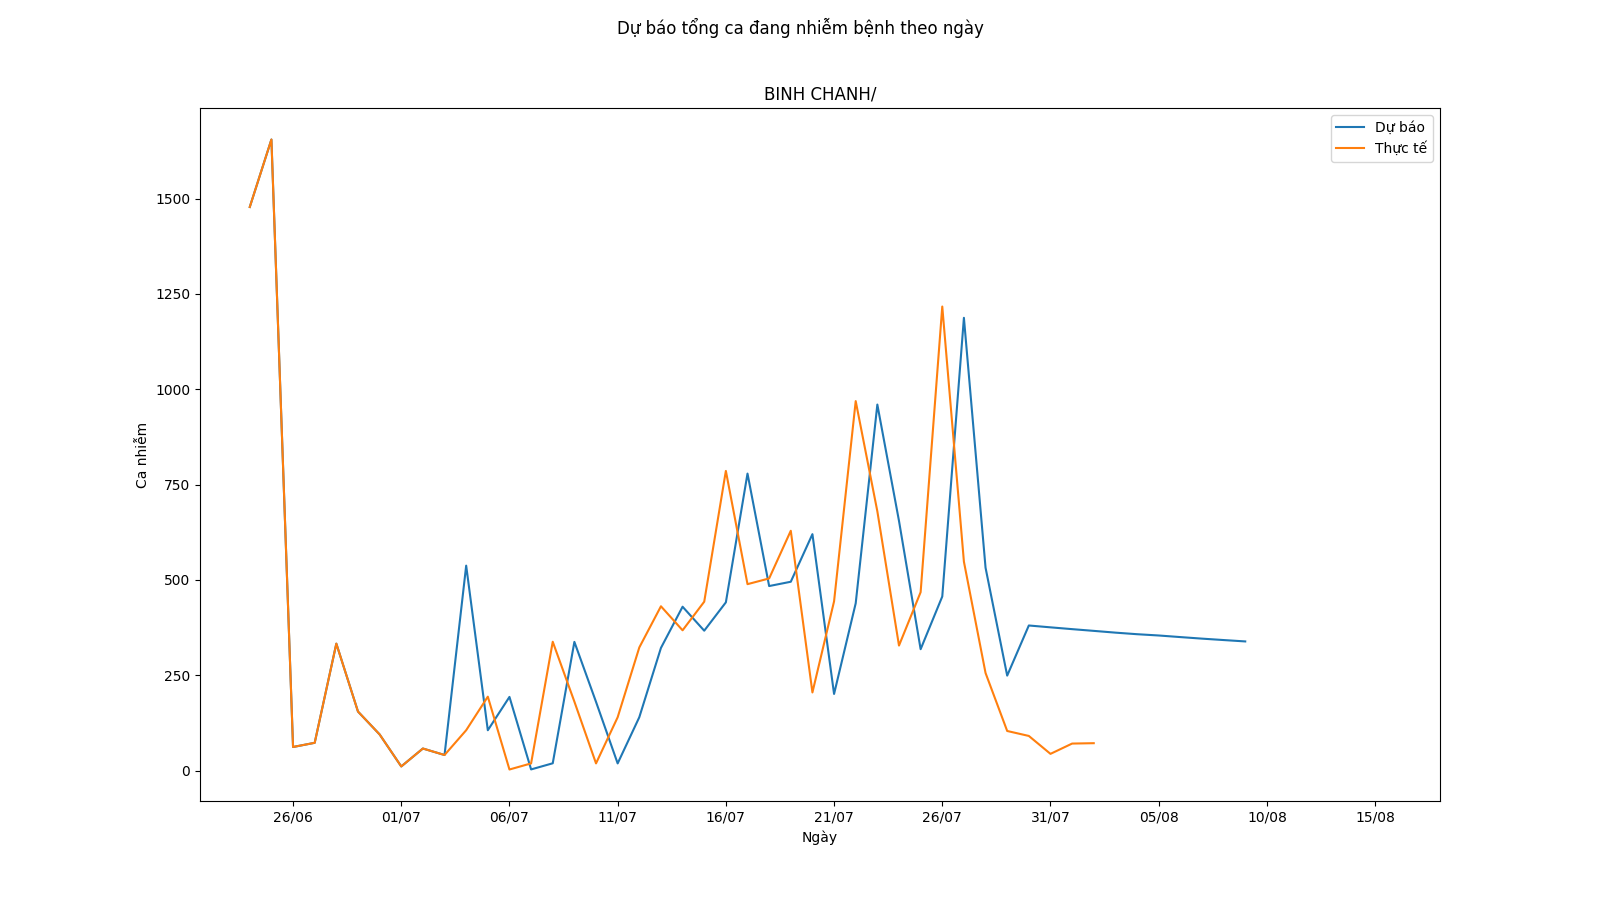 Dự báo tổng ca đang nhiễm bệnh theo ngày
BINH CHANH/
Dự báo
Thực tế
1500
1250
1000
750
500
250
0
Ca nhiễm
26/06 01/07 06/07 11/07 16/07 21/07 26/07 31/07 05/08 10/08 15/08
Ngày